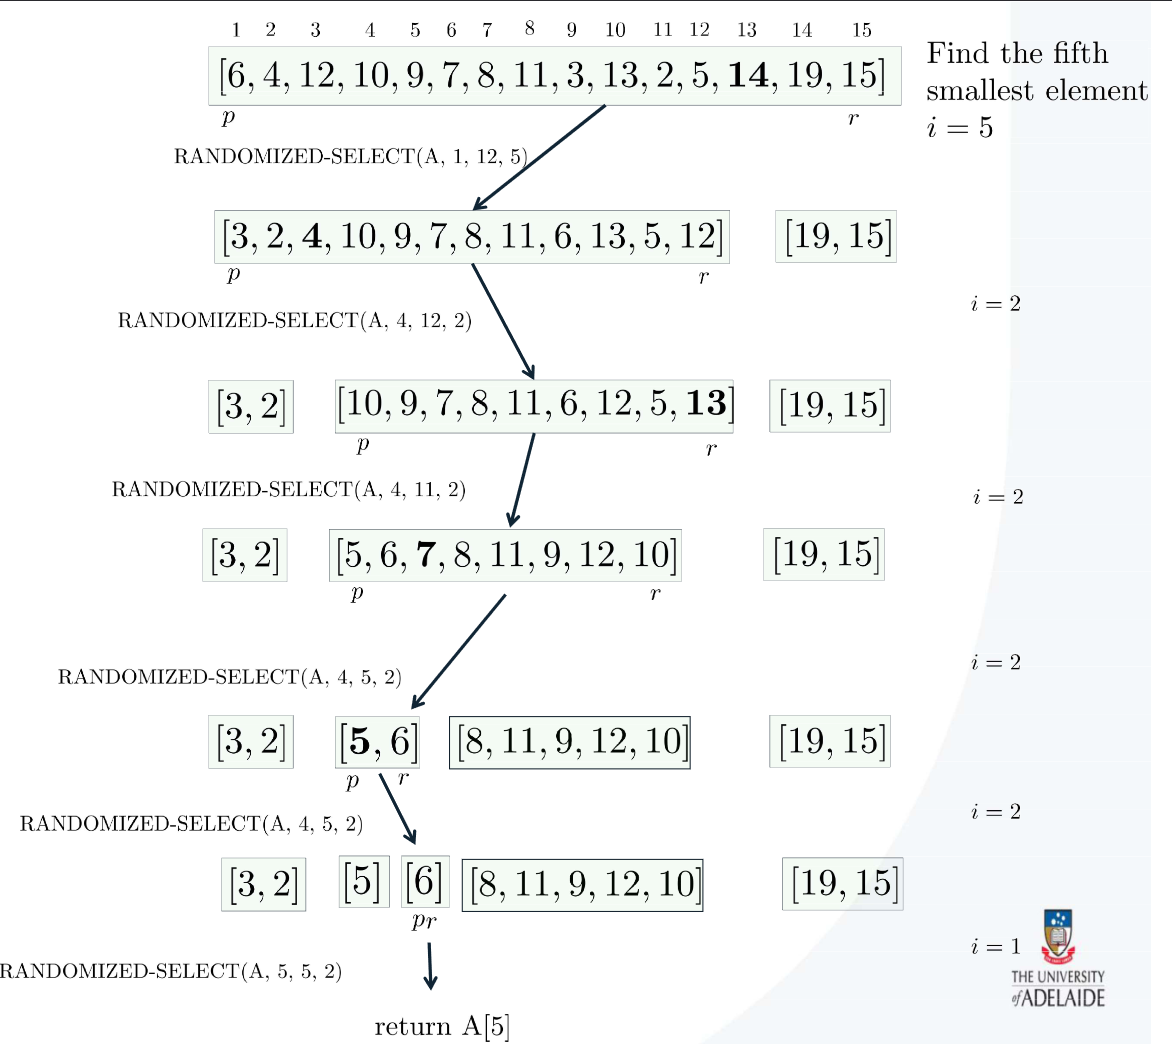 1 2 3 4 5 6 7 8 9 10 11 12 13 14 15
[6, 4, 12, 10, 9, 7, 8, 11, 3, 13, 2, 5, 14, 19, 15]
p r
Find the fifth
smallest element
i = 5
RANDOMIZED-SELECT(A, 1, 12, 5)
[3, 2, 4, 10, 9, 7, 8, 11, 6, 13, 5, 12] [19, 15]
p r
i = 2
RANDOMIZED-SELECT(A, 4, 12, 2)
[3, 2] [10, 9, 7, 8, 11, 6, 12, 5, 13] [19, 15]
p r
RANDOMIZED-SELECT(A, 4, 11, 2)
i = 2
[3, 2] [5, 6, 7, 8, 11, 9, 12, 10] [19, 15]
p r
i = 2
RANDOMIZED-SELECT(A, 4, 5, 2)
[3, 2] [5, 6] [8, 11, 9, 12, 10] [19, 15]
p r
i = 2
RANDOMIZED-SELECT(A, 4, 5, 2)
[3, 2] [5] [6] [8, 11, 9, 12, 10] [19, 15]
pr
i = 1
RANDOMIZED-SELECT(A, 5, 5, 2)
return A[5]
THE UNIVERSITY
of ADELAIDE